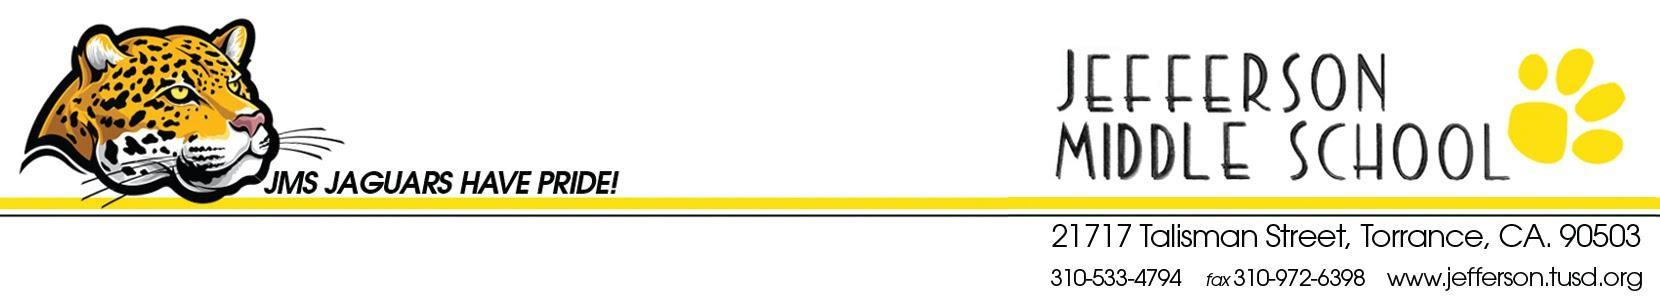 JMS JAGUARS HAVE PRIDE!
JEFFERSON
MIDDLE SCHOOL
21717 Talisman Street, Torrance, CA. 90503
310-533-4794 fax 310-972-6398 www.jefferson.tusd.org